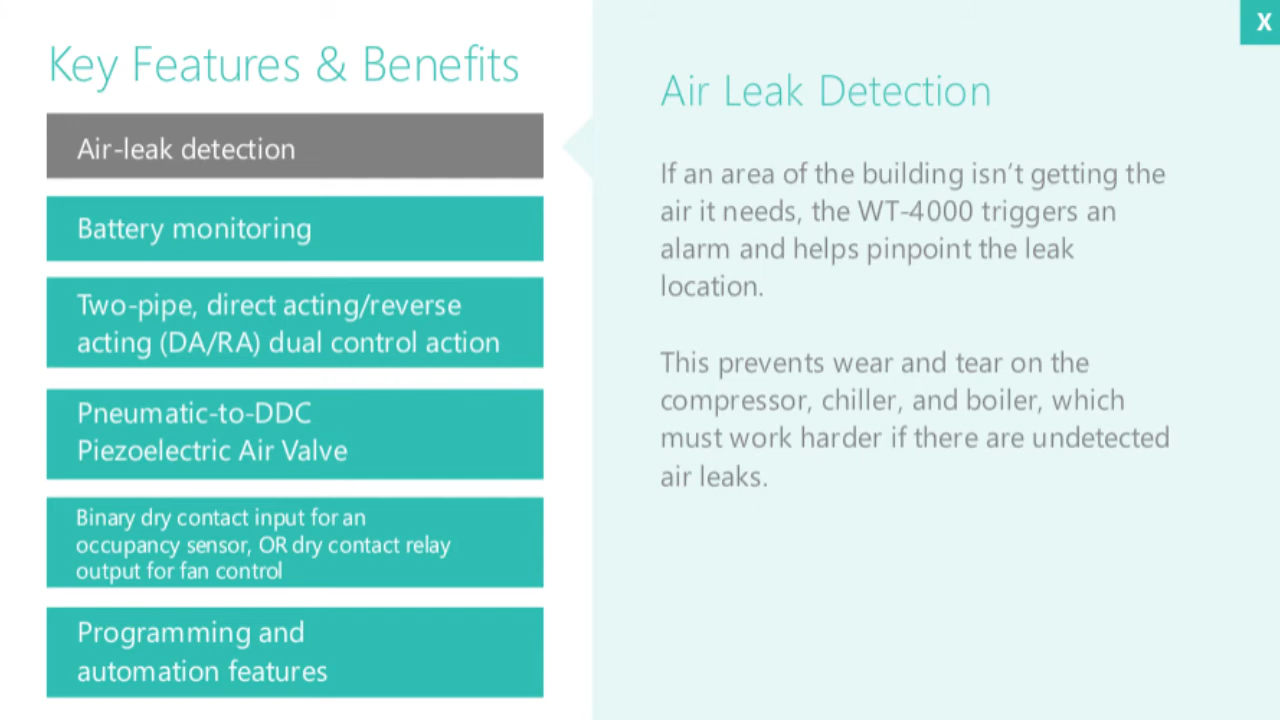 Key Features & Benefits
Air-leak detection
Battery monitoring
Two-pipe, direct acting/reverse
acting (DA/RA) dual control action
Pneumatic-to-DDC
Piezoelectric Air Valve
Binary dry contact input for an
occupancy sensor, OR dry contact relay
output for fan control
Programming and
automation features
X
Air Leak Detection
If an area of the building isn’t getting the
air it needs, the WT-4000 triggers an
alarm and helps pinpoint the leak
location.
This prevents wear and tear on the
compressor, chiller, and boiler, which
must work harder if there are undetected
air leaks.